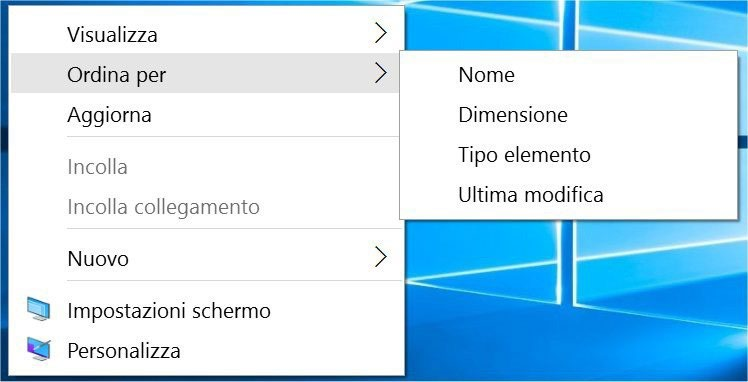 Visualizza
Ordina per
Aggiorna
Incolla
Incolla collegamento
Nuovo
Impostazioni schermo
Personalizza
Nome
Dimensione
Tipo elemento
Ultima modifica